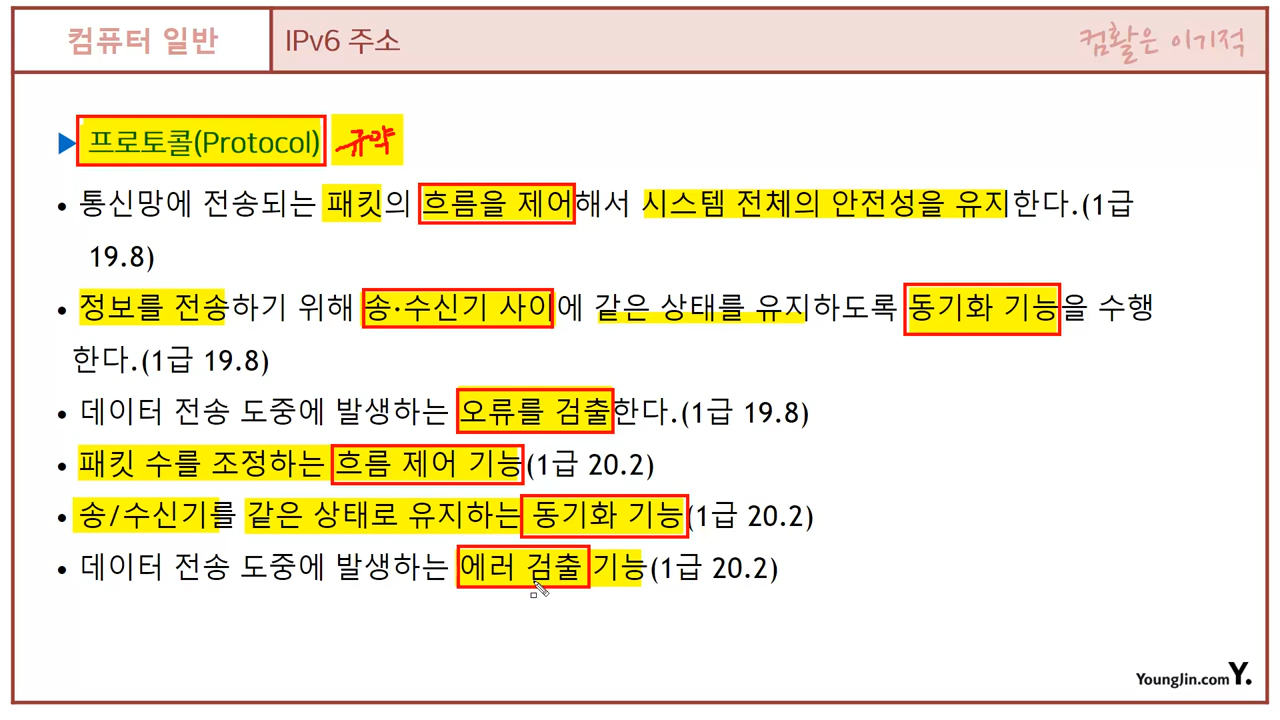 컴퓨터 일반
IPv6 주소
컴활은 이기적
▶ 프로토콜(Protocol) 규약
• 통신망에 전송되는 패킷의 흐름을 제어해서 시스템 전체의 안전성을 유지한다.(1급
19.8)
• 정보를 전송하기 위해 송·수신기 사이에 같은 상태를 유지하도록 동기화 기능을 수행
한다.(1급 19.8)
• 데이터 전송 도중에 발생하는 오류를 검출한다.(1급 19.8)
• 패킷 수를 조정하는 흐름 제어 기능(1급 20.2)
• 송/수신기를 같은 상태로 유지하는 동기화 기능(1급 20.2)
• 데이터 전송 도중에 발생하는 에러 검출 기능(1급 20.2)
YoungJin.com Y.